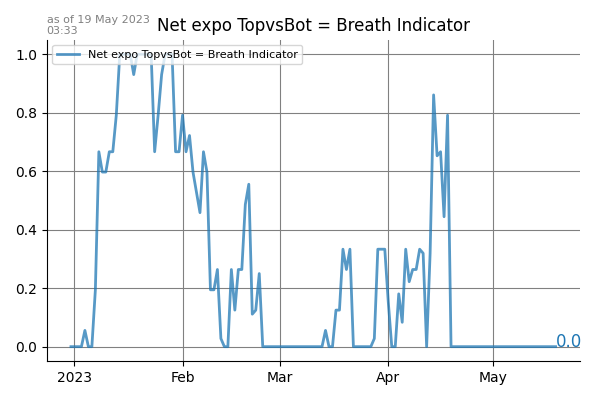 as of 19 May 2023
03:33
Net expo TopvsBot = Breath Indicator
Net expo TopvsBot = Breath Indicator
1.0
0.8
0.6
0.4
0.2
0.0
0.0
2023 Feb Mar Apr May